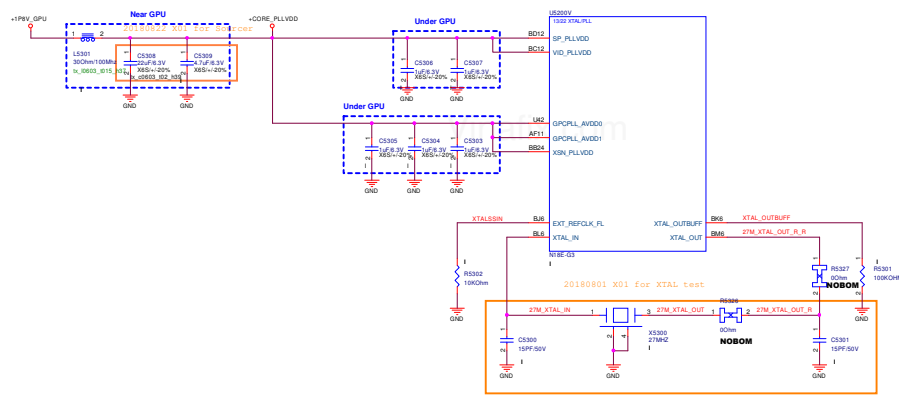 +1P8V_GPU
Near GPU
+CORE_PLLVDD
20180822 X01 for Sourcer
1 2
L5301
30Ohm/100Mhz
C5308
22uF/6.3V
X6S/+/-20%
C5309
4.7uF/6.3V
X6S/+/-20%
GND
GND
Under GPU
C5306
1uF/6.3V
X6S/+/-20%
C5307
1uF/6.3V
X6S/+/-20%
GND
GND
Under GPU
C5305
1uF/6.3V
X6S/+/-20%
C5304
1uF/6.3V
X6S/+/-20%
C5303
1uF/6.3V
X6S/+/-20%
GND
GND
GND
U5200V
13/22 XTAL/PLL
BD12 SP_PLLVDD
BC12 VID_PLLVDD
U42 GPCPLL_AVDD0
AF11 GPCPLL_AVDD1
BB24 XSN_PLLVDD
XTALSSIN BJ6 EXT_REFCLK_FL
BL6 XTAL_IN
XTAL_OUTBUFF BK6 XTAL_OUTBUFF
XTAL_OUT BM6 27M_XTAL_OUT_R_R
N18E-G3
R5302
10KOhm
GND
R5327
0Ohm
NOBOM
R5301
100KOHM
GND
20180801 X01 for XTAL test
27M_XTAL_IN 1 3 27M_XTAL_OUT 1 2 27M_XTAL_OUT_R
R5326
0Ohm
NOBOM
X5300
27MHZ
2 4
GND
C5300
15PF/50V
GND
C5301
15PF/50V
GND